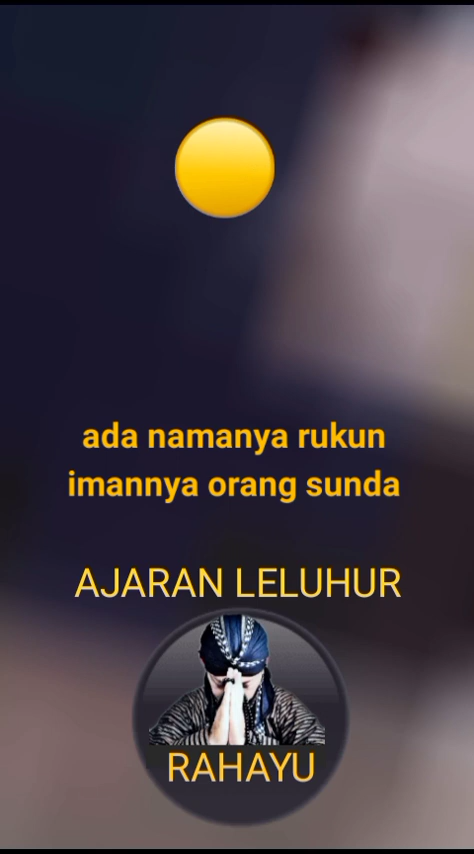 ada namanya rukun
imannya orang sunda
AJARAN LELUHUR
RAHAYU